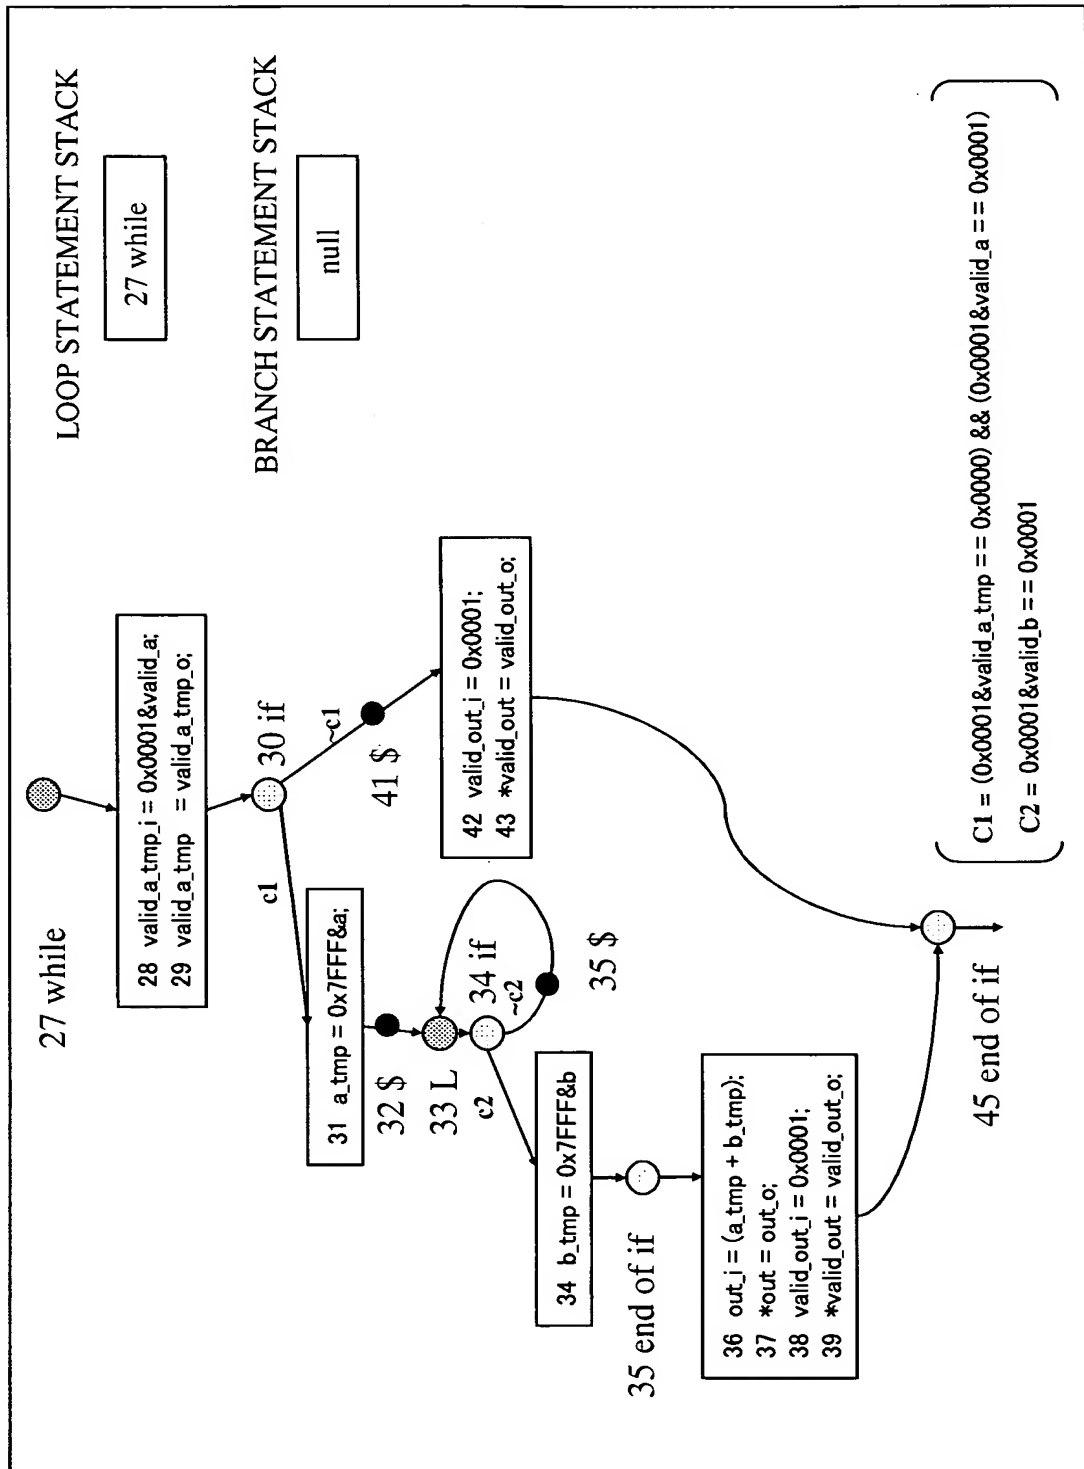 27 while
28 valid_a_tmp_i = 0x0001&valid_a;
29 valid_a_tmp = valid_a_tmp_o;
30 if
c1
~c1
31 a_tmp = 0x7FFF&a;
41 $
32 $
42 valid_out_i = 0x0001;
43 *valid_out = valid_out_o;
33 L
34 if
c2
~c2
35 $
34 b_tmp = 0x7FFF&b
35 end of if
36 out_i = (a_tmp + b_tmp);
37 *out = out_o;
38 valid_out_i = 0x0001;
39 *valid_out = valid_out_o;
45 end of if
LOOP STATEMENT STACK
27 while
BRANCH STATEMENT STACK
null
C1 = (0x0001&valid_a_tmp == 0x0000) && (0x0001&valid_a == 0x0001)
C2 = 0x0001&valid_b == 0x0001